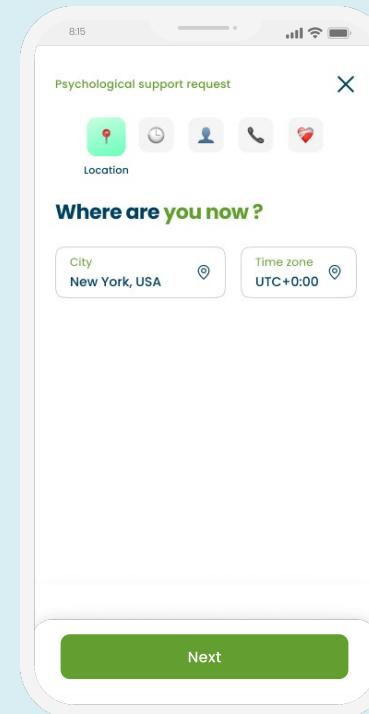 8:15
Psychological support request
Location
Where are you now ?
City
New York, USA
Time zone
UTC+0:00
Next